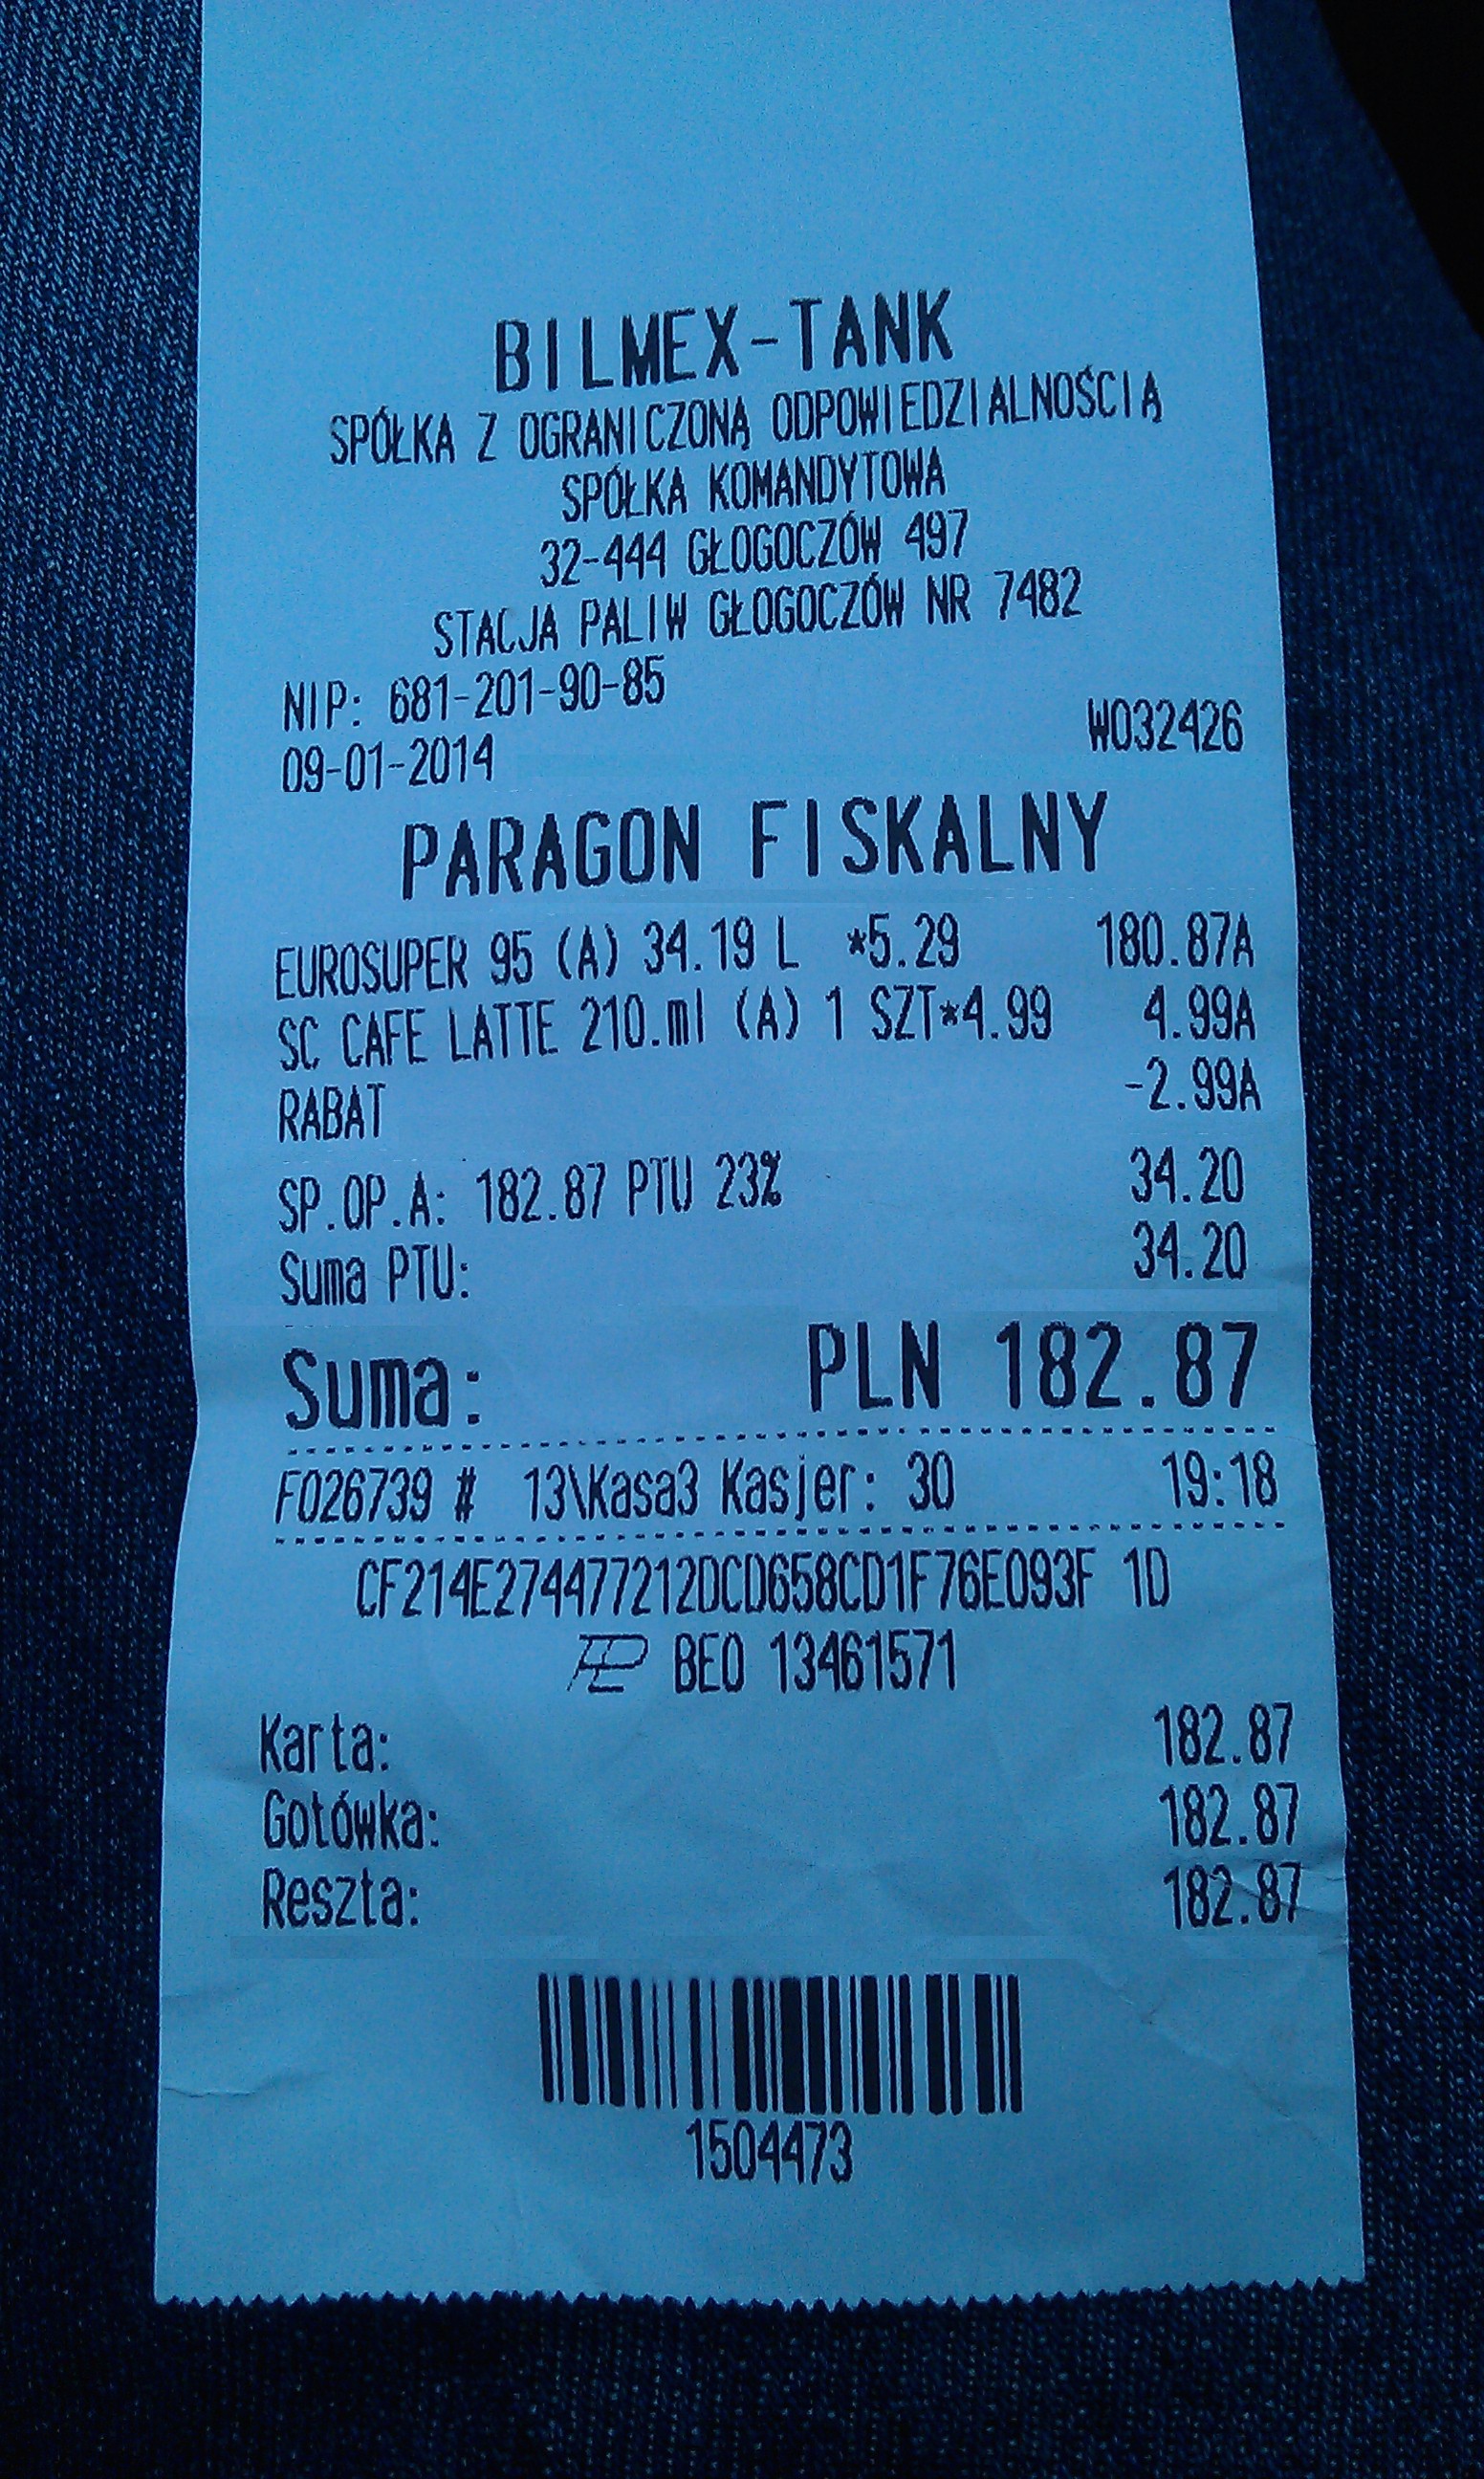 BILMEX-TANK
SPÓŁKA Z OGRANICZONĄ ODPOWIEDZIALNOŚCIĄ
SPÓŁKA KOMANDYTOWA
32-444 GŁOGOCZÓW 497
STACJA PALIW GŁOGOCZÓW NR 7482
NIP: 681-201-90-85
09-01-2014 W032426
PARAGON FISKALNY
EUROSUPER 95 (A) 34.19 L *5.29 180.87A
SC CAFE LATTE 210.ml (A) 1 SZT*4.99 4.99A
RABAT -2.99A
SP.OP.A: 182.87 PTU 23% 34.20
Suma PTU: 34.20
Suma: PLN 182.87
F026739 # 13\Kasa3 Kasjer: 30 19:18
CF214E274477212DCD658CD1F76E093F 1D
PL BEO 13461571
Karta: 182.87
Gotówka: 182.87
Reszta: 182.87
1504473